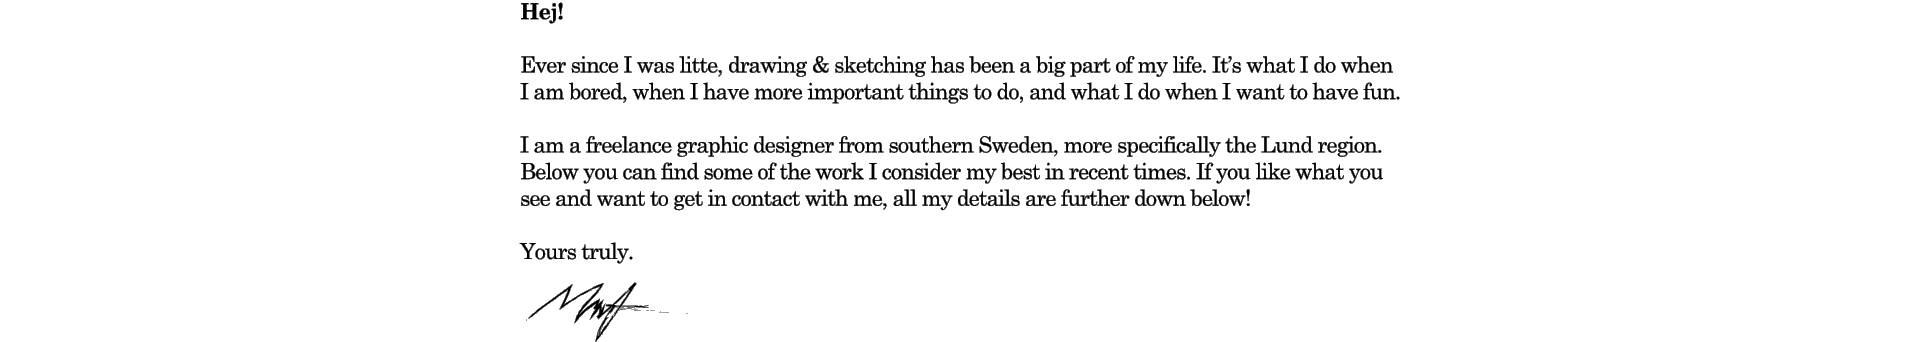 Hej!
Ever since I was litte, drawing & sketching has been a big part of my life. It’s what I do when
I am bored, when I have more important things to do, and what I do when I want to have fun.
I am a freelance graphic designer from southern Sweden, more specifically the Lund region.
Below you can find some of the work I consider my best in recent times. If you like what you
see and want to get in contact with me, all my details are further down below!
Yours truly.